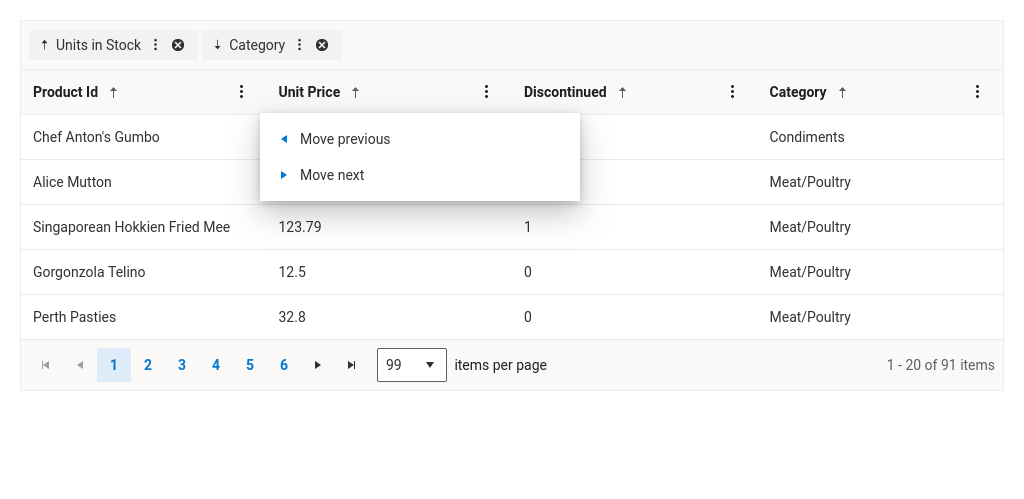 Units in Stock Category
Product Id Unit Price Discontinued Category
Chef Anton's Gumbo Condiments
Move previous
Alice Mutton Meat/Poultry
Move next
Singaporean Hokkien Fried Mee 123.79 1 Meat/Poultry
Gorgonzola Telino 12.5 0 Meat/Poultry
Perth Pasties 32.8 0 Meat/Poultry
1 2 3 4 5 6 99 items per page 1 - 20 of 91 items